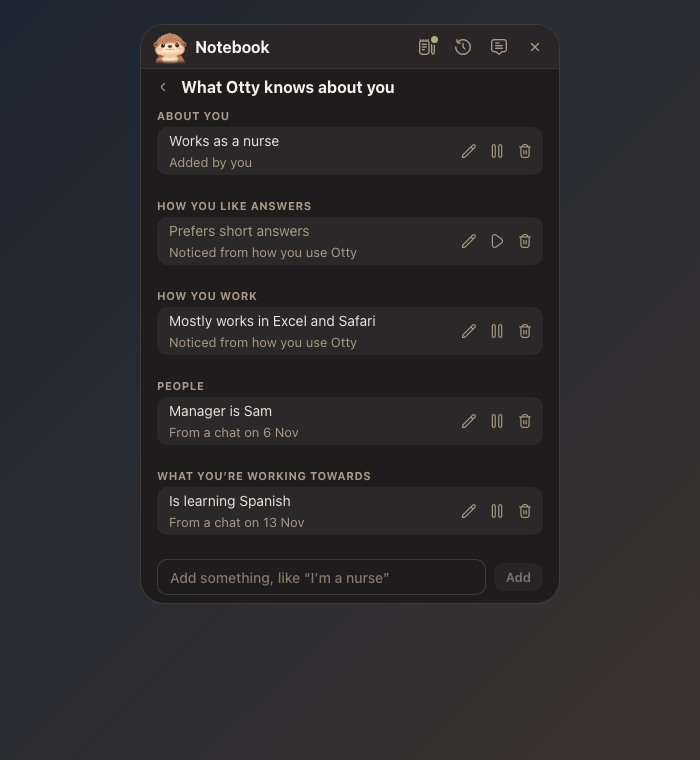 Notebook
What Otty knows about you
ABOUT YOU
Works as a nurse
Added by you
HOW YOU LIKE ANSWERS
Prefers short answers
Noticed from how you use Otty
HOW YOU WORK
Mostly works in Excel and Safari
Noticed from how you use Otty
PEOPLE
Manager is Sam
From a chat on 6 Nov
WHAT YOU’RE WORKING TOWARDS
Is learning Spanish
From a chat on 13 Nov
Add something, like “I’m a nurse”
Add